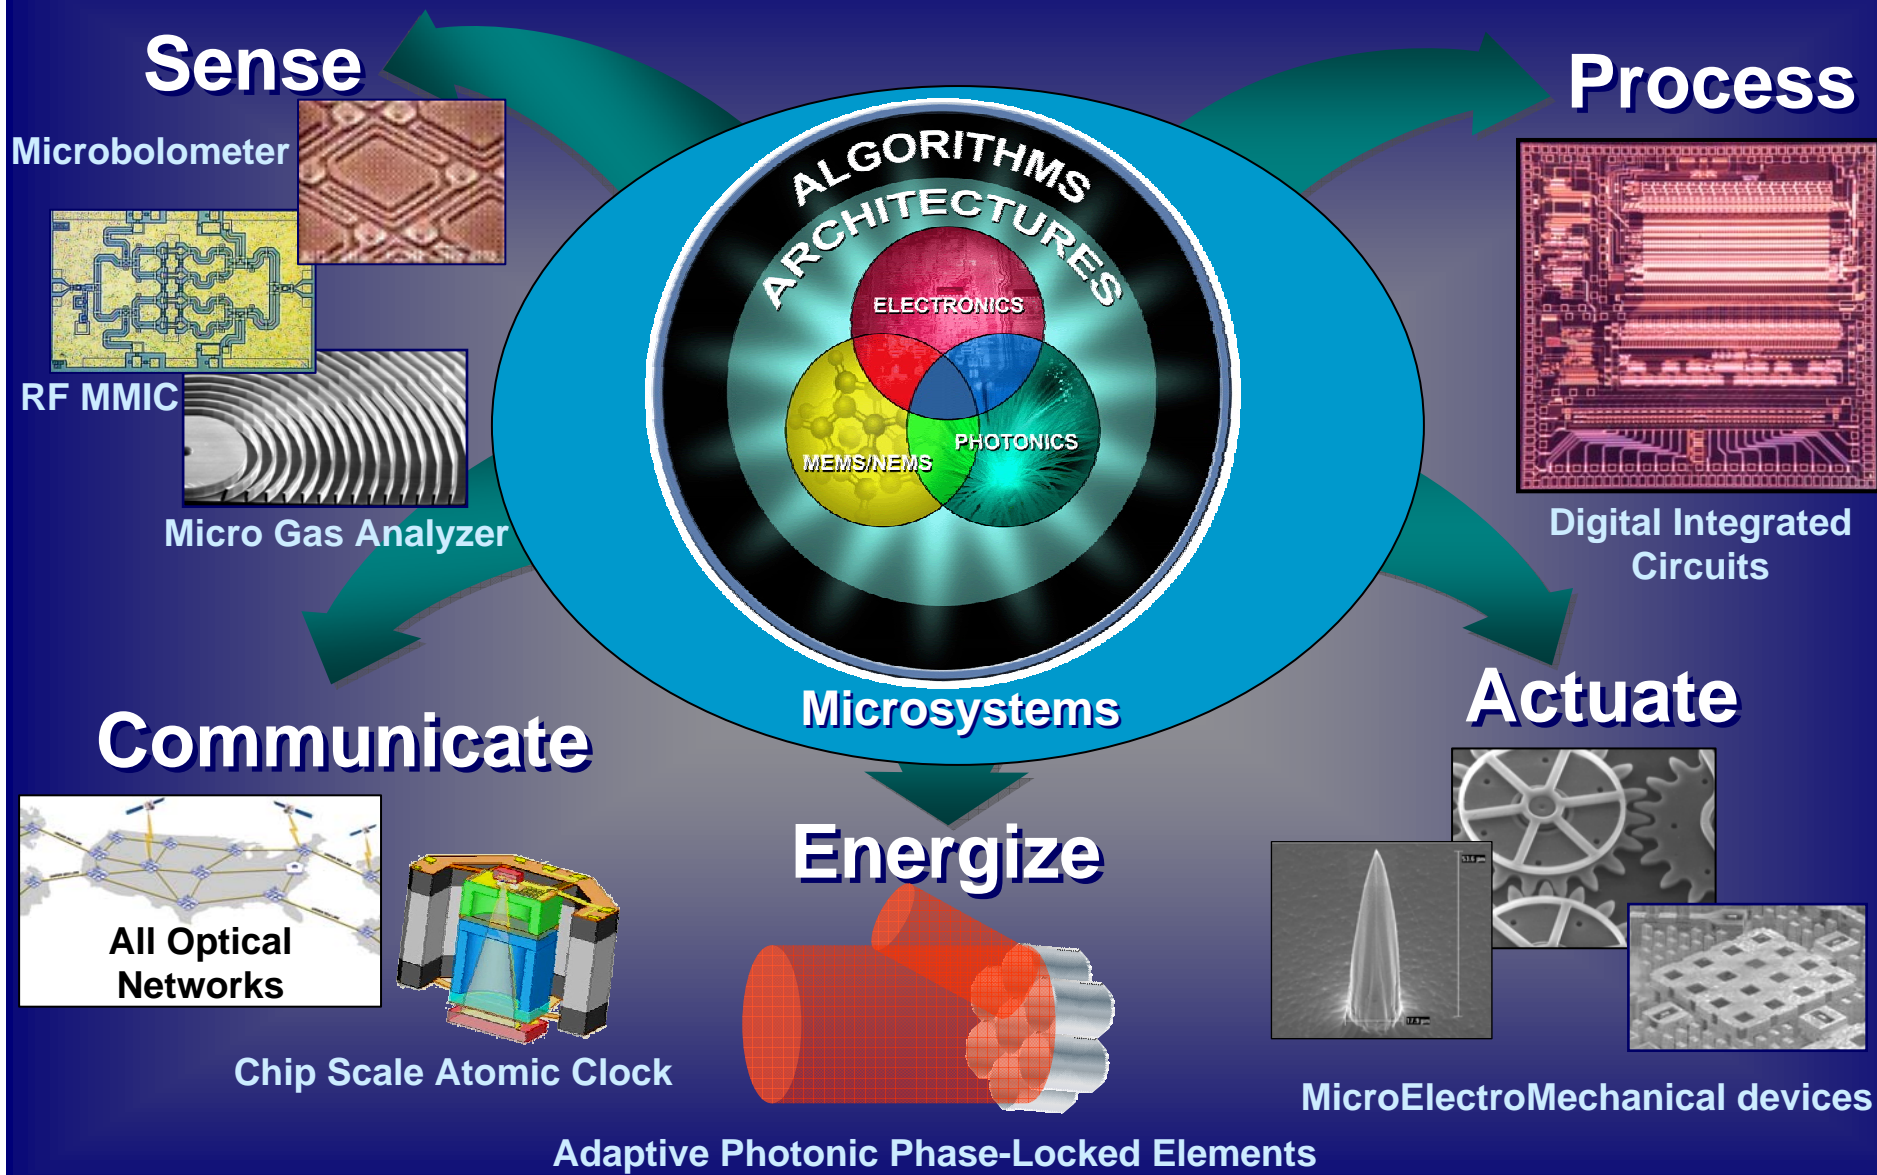 Sense
Process
Microbolometer
RF MMIC
Micro Gas Analyzer
ALGORITHMS
ARCHITECTURES
ELECTRONICS
MEMS/NEMS
PHOTONICS
Microsystems
Digital Integrated
Circuits
Communicate
All Optical
Networks
Chip Scale Atomic Clock
Energize
Adaptive Photonic Phase-Locked Elements
Actuate
MicroElectroMechanical devices